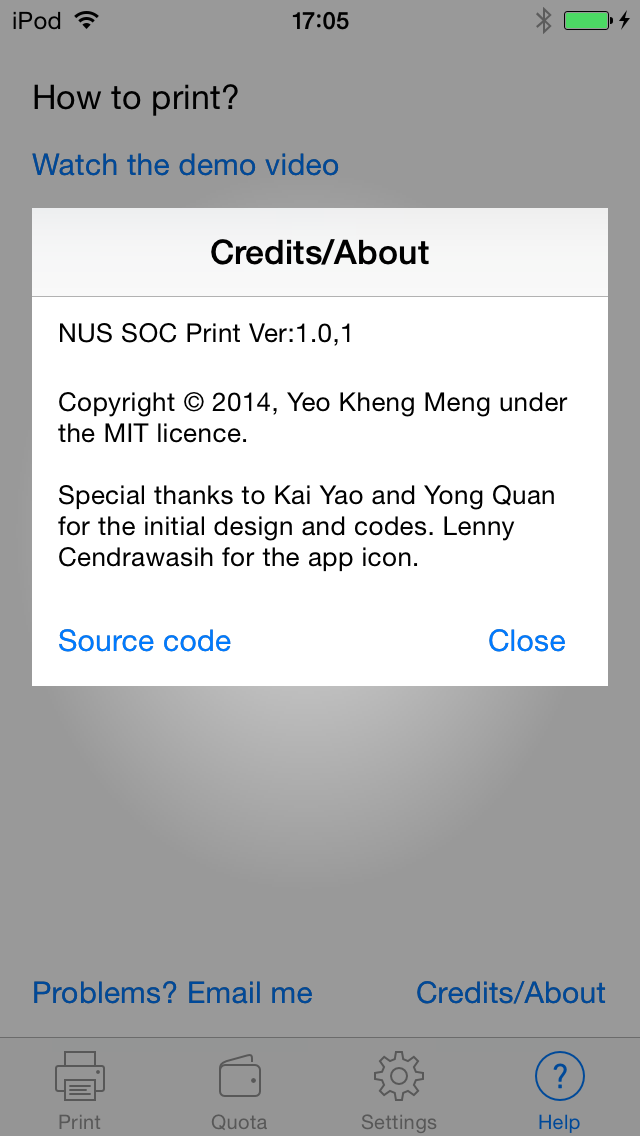 iPod 17:05
How to print?
Watch the demo video
Credits/About
NUS SOC Print Ver:1.0,1
Copyright © 2014, Yeo Kheng Meng under
the MIT licence.
Special thanks to Kai Yao and Yong Quan
for the initial design and codes. Lenny
Cendrawasih for the app icon.
Source code Close
Problems? Email me Credits/About
Print Quota Settings Help